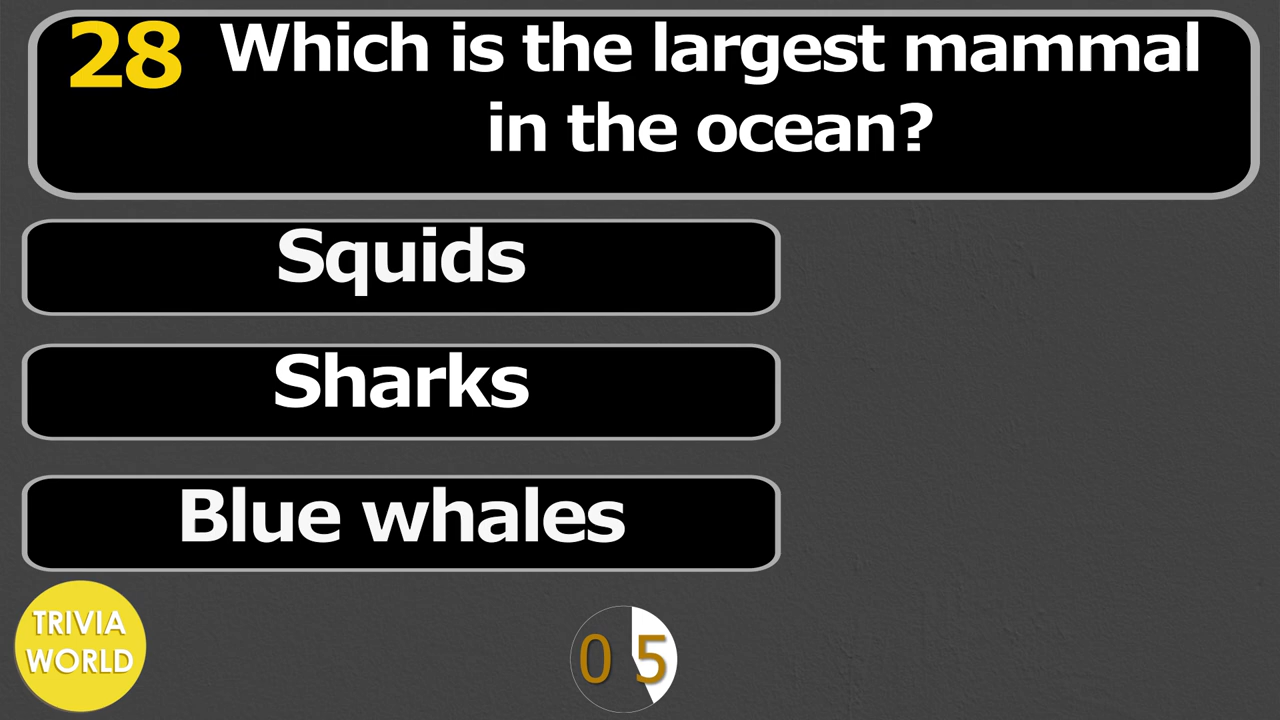 28 Which is the largest mammal
in the ocean?
Squids
Sharks
Blue whales
TRIVIA
WORLD
05